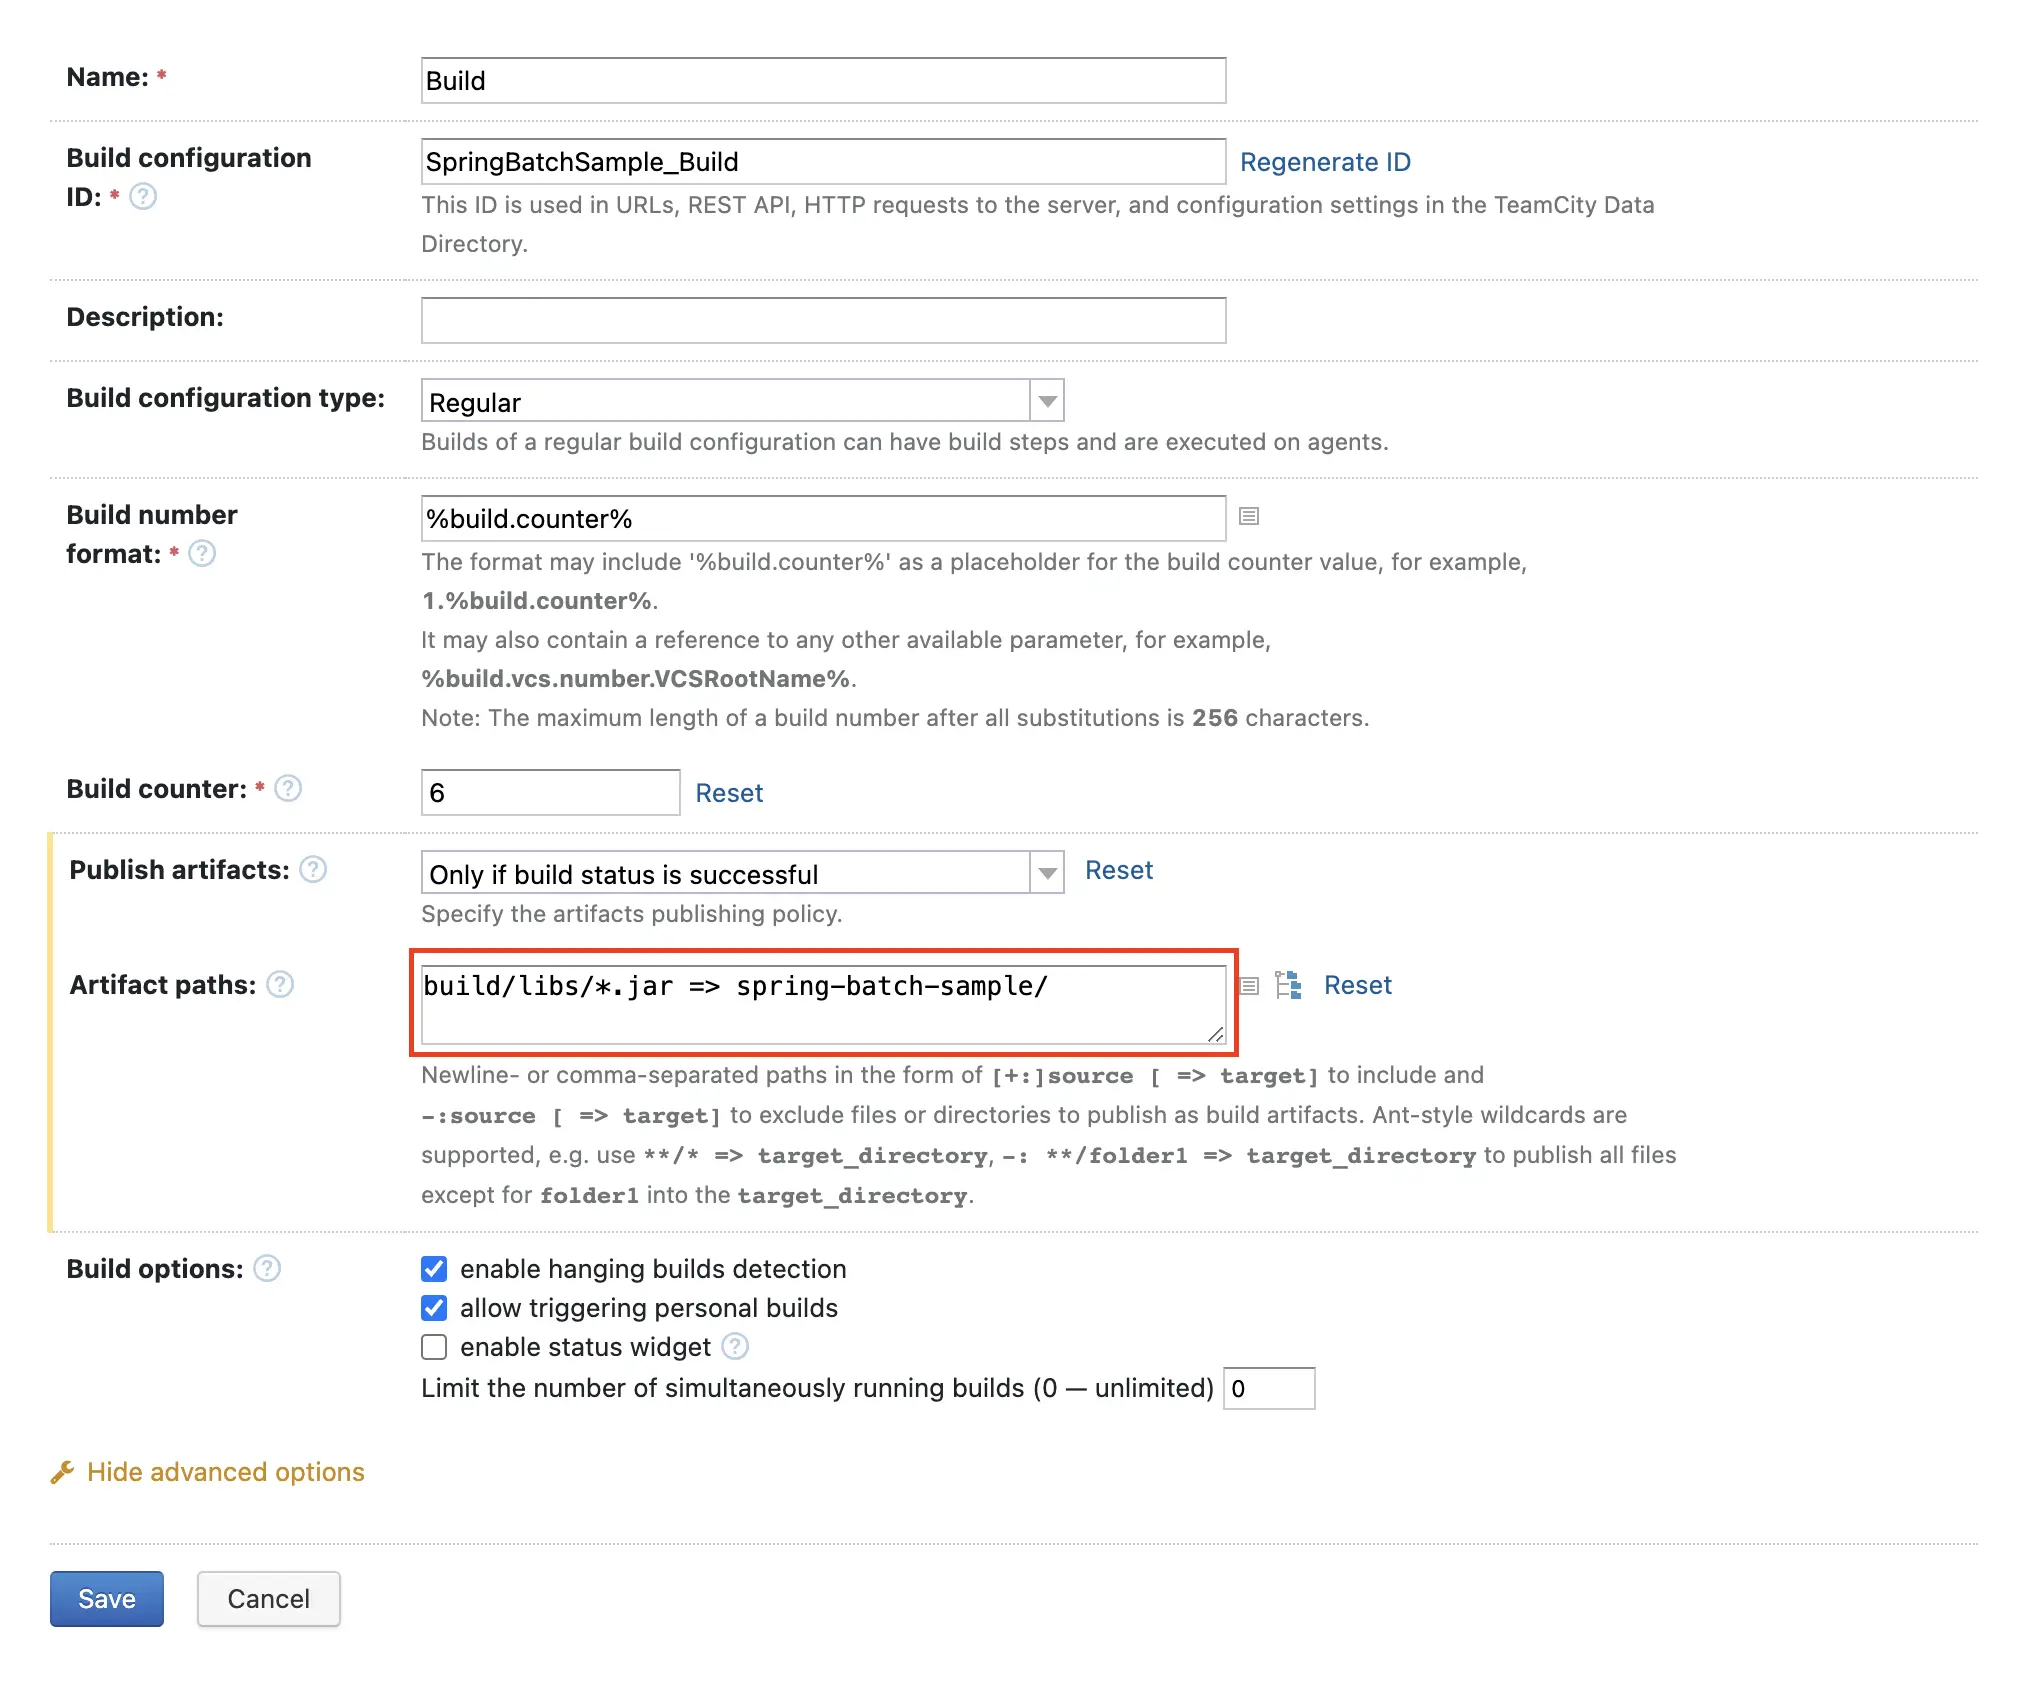 Name: *
Build
Build configuration
ID: * ?
SpringBatchSample_Build
Regenerate ID
This ID is used in URLs, REST API, HTTP requests to the server, and configuration settings in the TeamCity Data
Directory.
Description:
Build configuration type:
Regular
Builds of a regular build configuration can have build steps and are executed on agents.
Build number
format: * ?
%build.counter%
The format may include '%build.counter%' as a placeholder for the build counter value, for example,
1.%build.counter%.
It may also contain a reference to any other available parameter, for example,
%build.vcs.number.VCSRootName%.
Note: The maximum length of a build number after all substitutions is 256 characters.
Build counter: * ?
6
Reset
Publish artifacts: ?
Only if build status is successful
Reset
Specify the artifacts publishing policy.
Artifact paths: ?
build/libs/*.jar => spring-batch-sample/
Reset
Newline- or comma-separated paths in the form of [+:]source [ => target] to include and
-:source [ => target] to exclude files or directories to publish as build artifacts. Ant-style wildcards are
supported, e.g. use **/* => target_directory, -: **/folder1 => target_directory to publish all files
except for folder1 into the target_directory.
Build options: ?
enable hanging builds detection
allow triggering personal builds
enable status widget ?
Limit the number of simultaneously running builds (0 — unlimited) 0
Hide advanced options
Save
Cancel